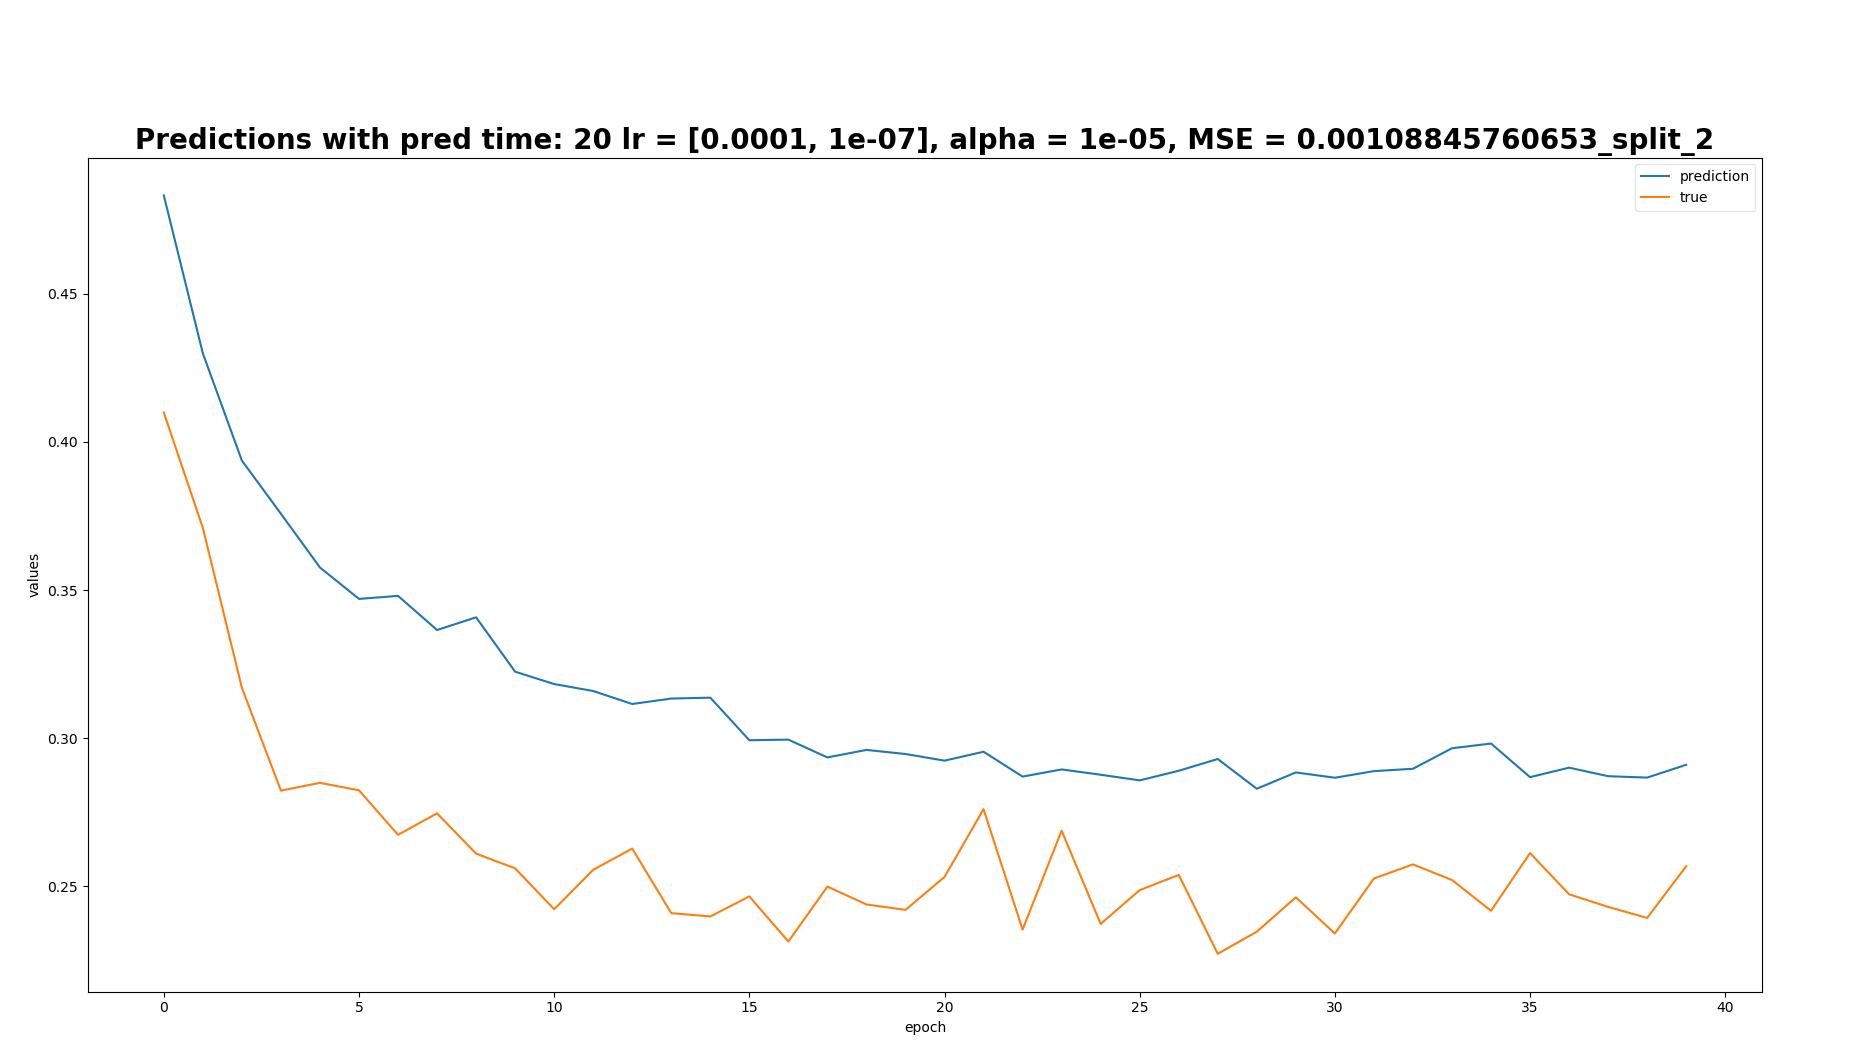 Predictions with pred time: 20 lr = [0.0001, 1e-07], alpha = 1e-05, MSE = 0.00108845760653_split_2
prediction
true
0.45
0.40
0.35
0.30
0.25
values
0 5 10 15 20 25 30 35 40
epoch